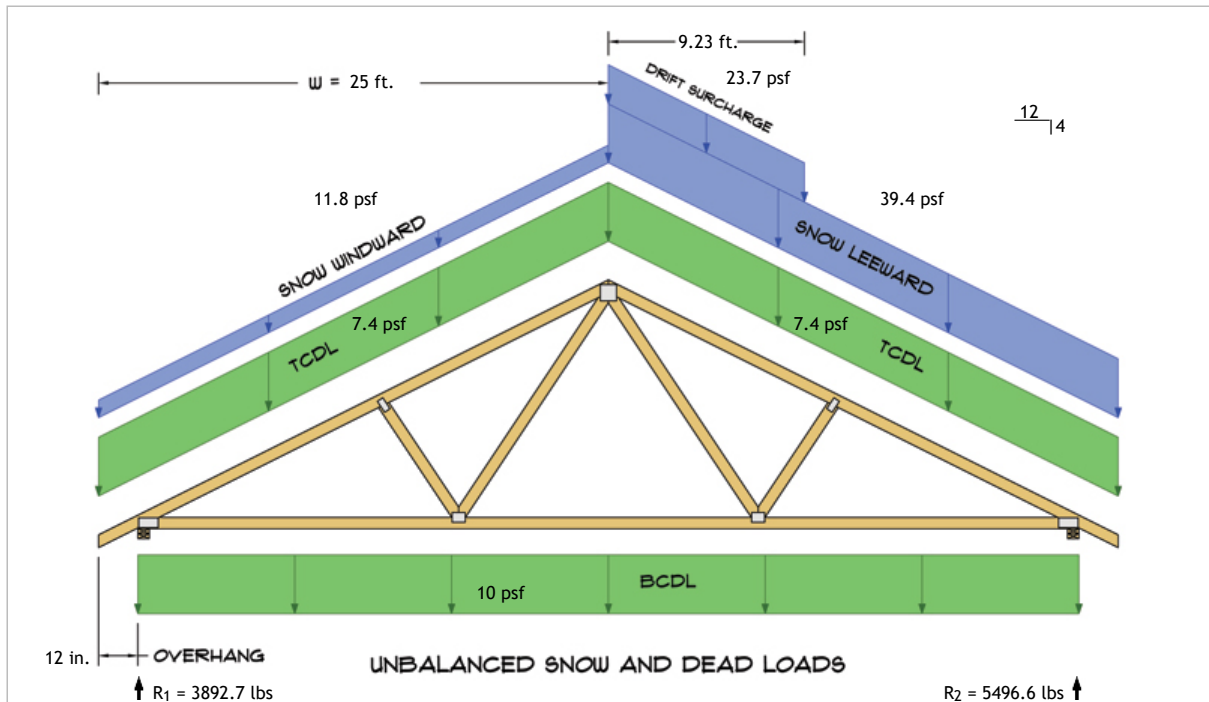 9.23 ft.
DRIFT SURCHARGE
23.7 psf
W = 25 ft.
12
4
11.8 psf
39.4 psf
SNOW WINDWARD
SNOW LEEWARD
7.4 psf
7.4 psf
TCDL
TCDL
10 psf
BCDL
12 in.
OVERHANG
UNBALANCED SNOW AND DEAD LOADS
R1 = 3892.7 lbs
R2 = 5496.6 lbs